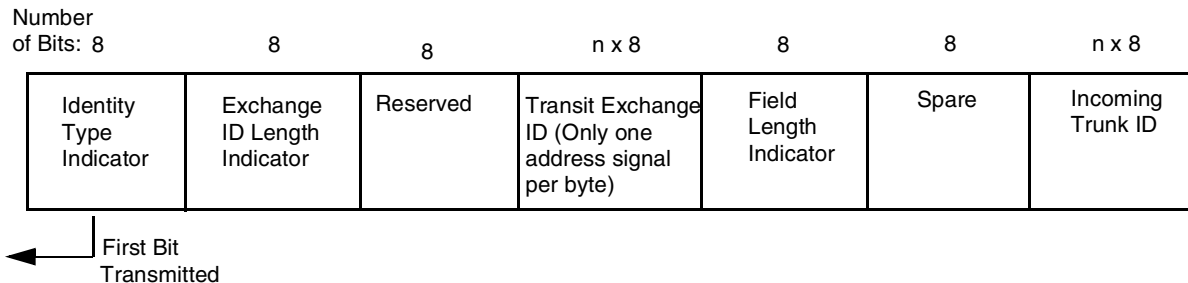 Number
of Bits: 8 8 8 n x 8 8 8 n x 8
Identity
Type
Indicator
Exchange
ID Length
Indicator
Reserved
Transit Exchange
ID (Only one
address signal
per byte)
Field
Length
Indicator
Spare
Incoming
Trunk ID
First Bit
Transmitted